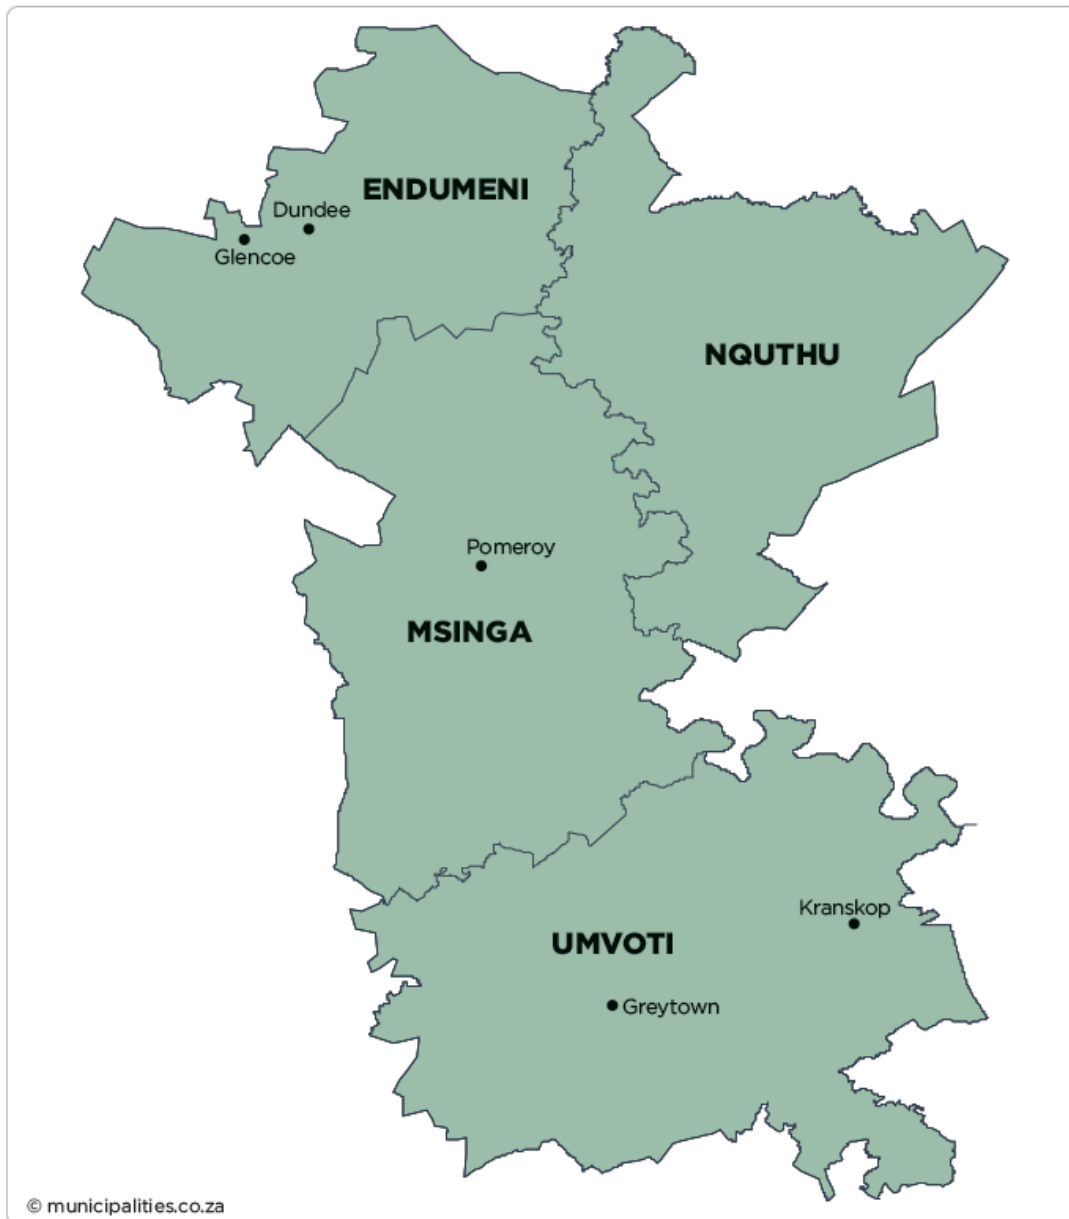 ENDUMENI
Dundee
Glencoe
NQUTHU
Pomeroy
MSINGA
Kranskop
UMVOTI
Greytown
© municipalities.co.za